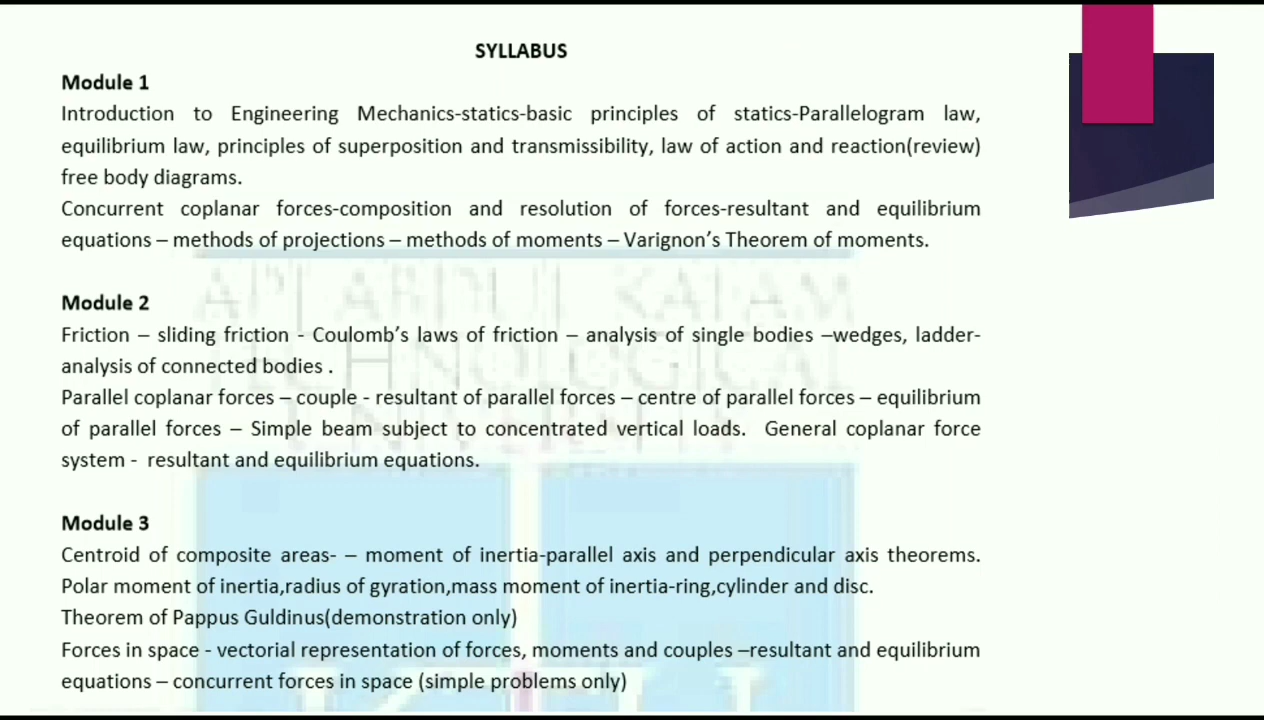 SYLLABUS
Module 1
Introduction to Engineering Mechanics-statics-basic principles of statics-Parallelogram law,
equilibrium law, principles of superposition and transmissibility, law of action and reaction(review)
free body diagrams.
Concurrent coplanar forces-composition and resolution of forces-resultant and equilibrium
equations – methods of projections – methods of moments – Varignon’s Theorem of moments.
Module 2
Friction – sliding friction - Coulomb’s laws of friction – analysis of single bodies –wedges, ladder-
analysis of connected bodies .
Parallel coplanar forces – couple - resultant of parallel forces – centre of parallel forces – equilibrium
of parallel forces – Simple beam subject to concentrated vertical loads. General coplanar force
system - resultant and equilibrium equations.
Module 3
Centroid of composite areas- – moment of inertia-parallel axis and perpendicular axis theorems.
Polar moment of inertia,radius of gyration,mass moment of inertia-ring,cylinder and disc.
Theorem of Pappus Guldinus(demonstration only)
Forces in space - vectorial representation of forces, moments and couples –resultant and equilibrium
equations – concurrent forces in space (simple problems only)
APJ ABDUL KALAM
TECHNOLOGICAL
UNIVERSITY